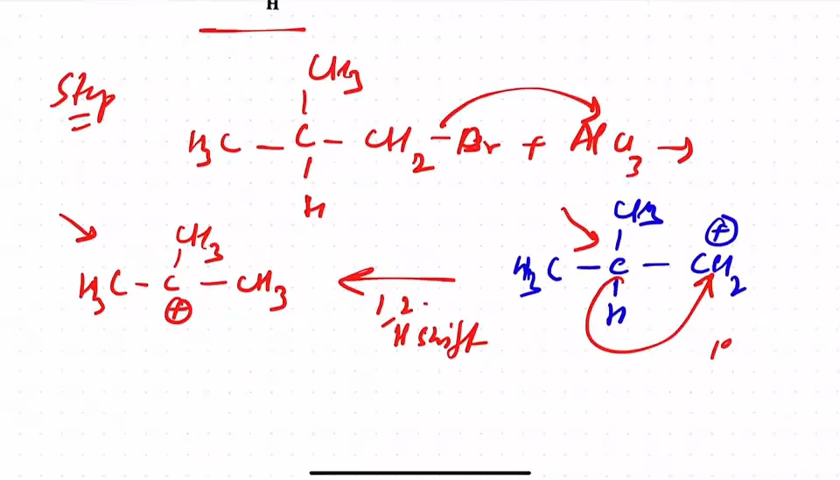 H
Step
CH3
H3C - C - CH2 - Br + AlCl3 →
H
CH3
H3C - C - CH3
⊕
1,2-
H shift
CH3 ⊕
H3C - C - CH2
H
1°